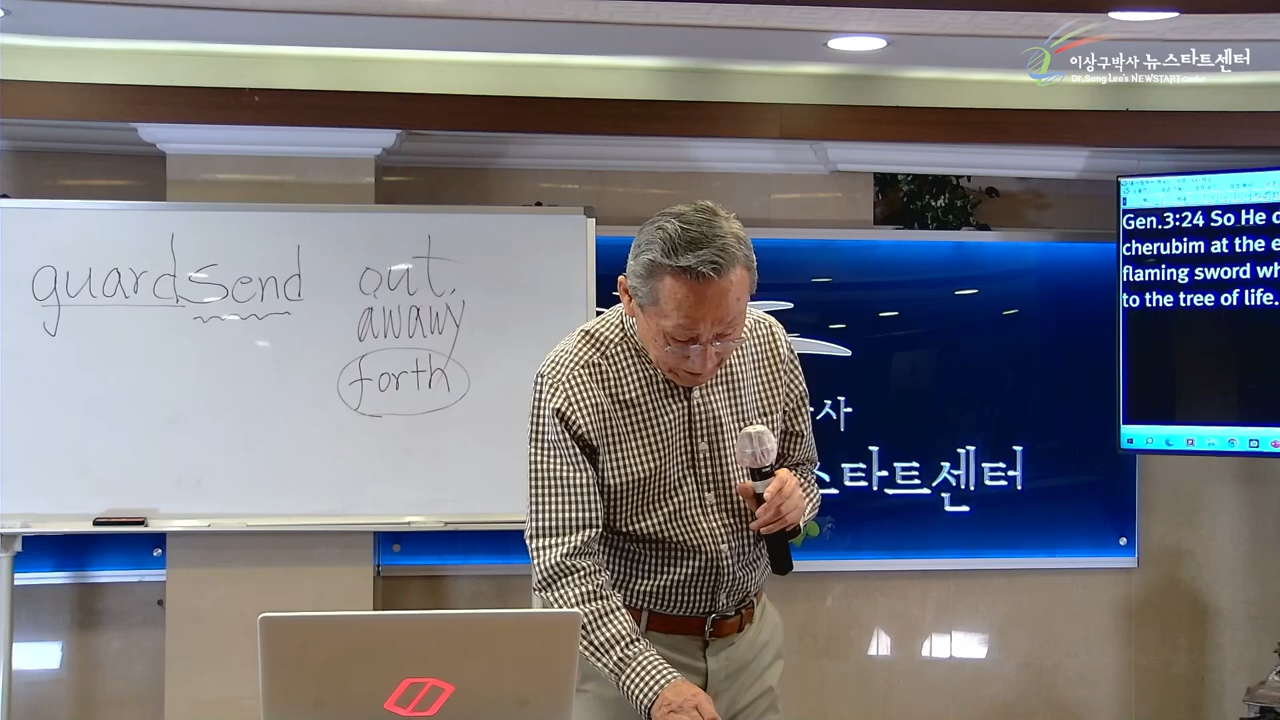 이상구박사 뉴스타트센터
Dr. Sang Lee's NEWSTART Center
guard send out.
awawy
forth
Gen.3:24 So He d
cherubim at the e
flaming sword wh
to the tree of life.
사
스타트센터